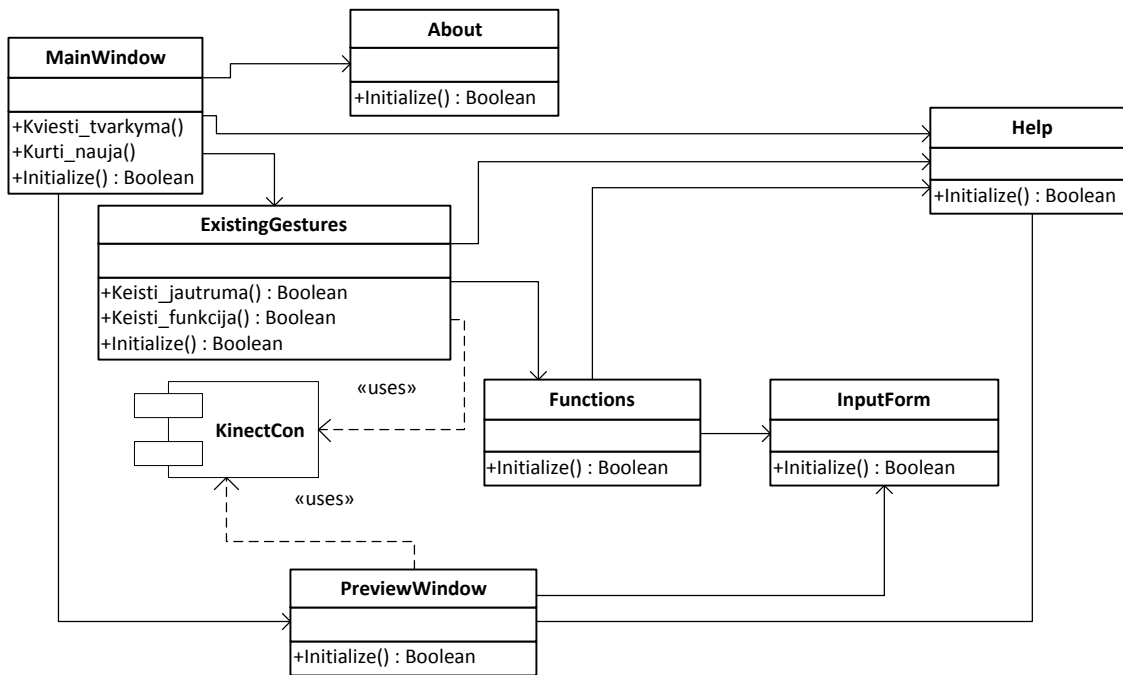 About
+Initialize() : Boolean
MainWindow
+Kviesti_tvarkyma()
+Kurti_nauja()
+Initialize() : Boolean
Help
+Initialize() : Boolean
ExistingGestures
+Keisti_jautruma() : Boolean
+Keisti_funkcija() : Boolean
+Initialize() : Boolean
«uses»
KinectCon
Functions
+Initialize() : Boolean
InputForm
+Initialize() : Boolean
«uses»
PreviewWindow
+Initialize() : Boolean